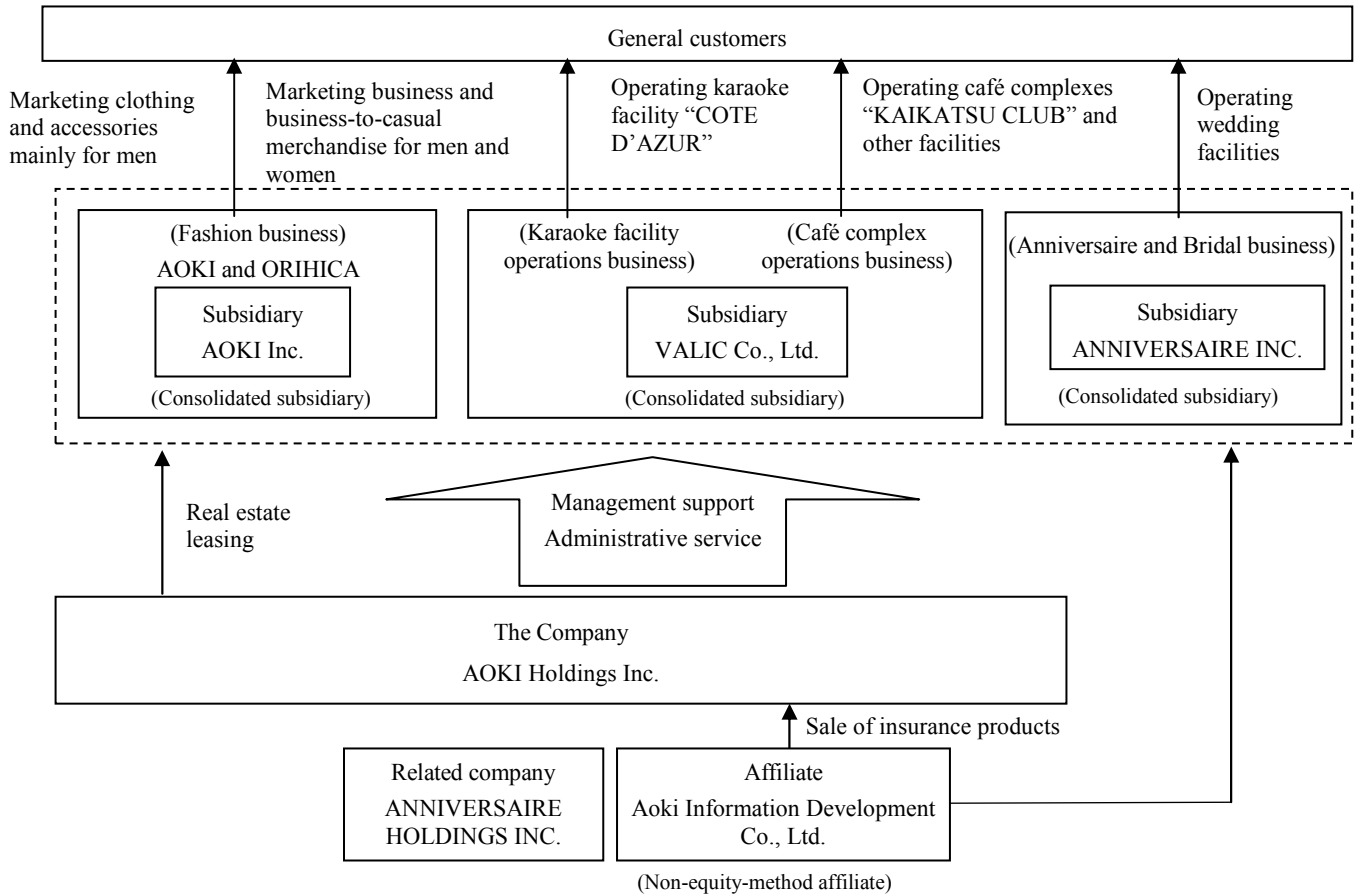 General customers
Marketing clothing
and accessories
mainly for men
Marketing business and
business-to-casual
merchandise for men and
women
Operating karaoke
facility “COTE
D’AZUR”
Operating café complexes
“KAIKATSU CLUB” and
other facilities
Operating
wedding
facilities
(Fashion business)
AOKI and ORIHICA
Subsidiary
AOKI Inc.
(Consolidated subsidiary)
(Karaoke facility
operations business)
(Café complex
operations business)
Subsidiary
VALIC Co., Ltd.
(Consolidated subsidiary)
(Anniversaire and Bridal business)
Subsidiary
ANNIVERSAIRE INC.
(Consolidated subsidiary)
Real estate
leasing
Management support
Administrative service
The Company
AOKI Holdings Inc.
Sale of insurance products
Related company
ANNIVERSAIRE
HOLDINGS INC.
Affiliate
Aoki Information Development
Co., Ltd.
(Non-equity-method affiliate)